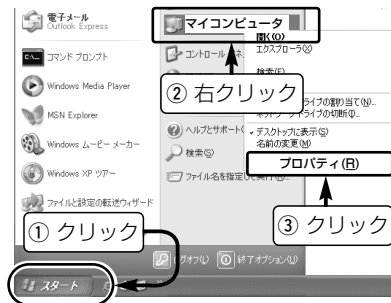 電子メール
Outlook Express
コマンド プロンプト
Windows Media Player
MSN Explorer
Windows ムービー メーカー
Windows XP ツアー
ファイルと設定の転送ウィザード
① クリック
スタート
マイコンピュータ
コントロール
② 右クリック
ヘルプとサポート(
検索(S)
ファイル名を指定して実行(R)...
ログオフ(L)
終了オプション(U)
開く(O)
エクスプローラ(X)
検索(E)...
ドライブの割り当て(N)...
ネットワーク ドライブの切断(I)...
デスクトップに表示(S)
名前の変更(M)
プロパティ(R)
③ クリック